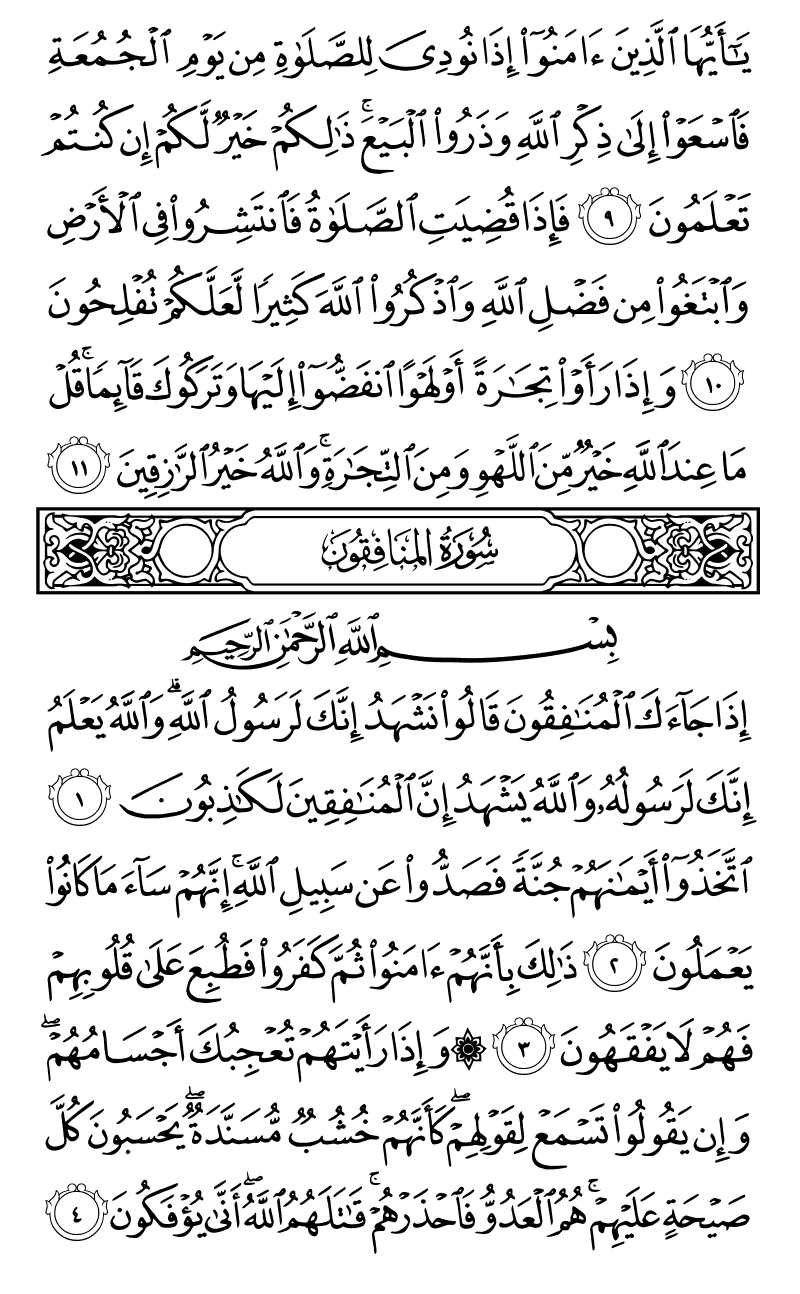 يَٰٓأَيُّهَا ٱلَّذِينَ ءَامَنُوٓا۟ إِذَا نُودِىَ لِلصَّلَوٰةِ مِن يَوْمِ ٱلْجُمُعَةِ
فَٱسْعَوْا۟ إِلَىٰ ذِكْرِ ٱللَّهِ وَذَرُوا۟ ٱلْبَيْعَ ۚ ذَٰلِكُمْ خَيْرٌ لَّكُمْ إِن كُنتُمْ
تَعْلَمُونَ ٩ فَإِذَا قُضِيَتِ ٱلصَّلَوٰةُ فَٱنتَشِرُوا۟ فِى ٱلْأَرْضِ
وَٱبْتَغُوا۟ مِن فَضْلِ ٱللَّهِ وَٱذْكُرُوا۟ ٱللَّهَ كَثِيرًا لَّعَلَّكُمْ تُفْلِحُونَ
١٠ وَإِذَا رَأَوْا۟ تِجَٰرَةً أَوْ لَهْوًا ٱنفَضُّوٓا۟ إِلَيْهَا وَتَرَكُوكَ قَآئِمًا ۚ قُلْ
مَا عِندَ ٱللَّهِ خَيْرٌ مِّنَ ٱللَّهْوِ وَمِنَ ٱلتِّجَٰرَةِ ۚ وَٱللَّهُ خَيْرُ ٱلرَّٰزِقِينَ ١١
سُورَةُ المُنَافِقُونَ
بِسْمِ ٱللَّهِ ٱلرَّحْمَٰنِ ٱلرَّحِيمِ
إِذَا جَآءَكَ ٱلْمُنَٰفِقُونَ قَالُوا۟ نَشْهَدُ إِنَّكَ لَرَسُولُ ٱللَّهِ ۗ وَٱللَّهُ يَعْلَمُ
إِنَّكَ لَرَسُولُهُۥ وَٱللَّهُ يَشْهَدُ إِنَّ ٱلْمُنَٰفِقِينَ لَكَٰذِبُونَ ١
ٱتَّخَذُوٓا۟ أَيْمَٰنَهُمْ جُنَّةً فَصَدُّوا۟ عَن سَبِيلِ ٱللَّهِ ۚ إِنَّهُمْ سَآءَ مَا كَانُوا۟
يَعْمَلُونَ ٢ ذَٰلِكَ بِأَنَّهُمْ ءَامَنُوا۟ ثُمَّ كَفَرُوا۟ فَطُبِعَ عَلَىٰ قُلُوبِهِمْ
فَهُمْ لَا يَفْقَهُونَ ٣ ۞ وَإِذَا رَأَيْتَهُمْ تُعْجِبُكَ أَجْسَامُهُمْ ۖ
وَإِن يَقُولُوا۟ تَسْمَعْ لِقَوْلِهِمْ ۖ كَأَنَّهُمْ خُشُبٌ مُّسَنَّدَةٌ ۖ يَحْسَبُونَ كُلَّ
صَيْحَةٍ عَلَيْهِمْ ۚ هُمُ ٱلْعَدُوُّ فَٱحْذَرْهُمْ ۚ قَٰتَلَهُمُ ٱللَّهُ ۖ أَنَّىٰ يُؤْفَكُونَ ٤